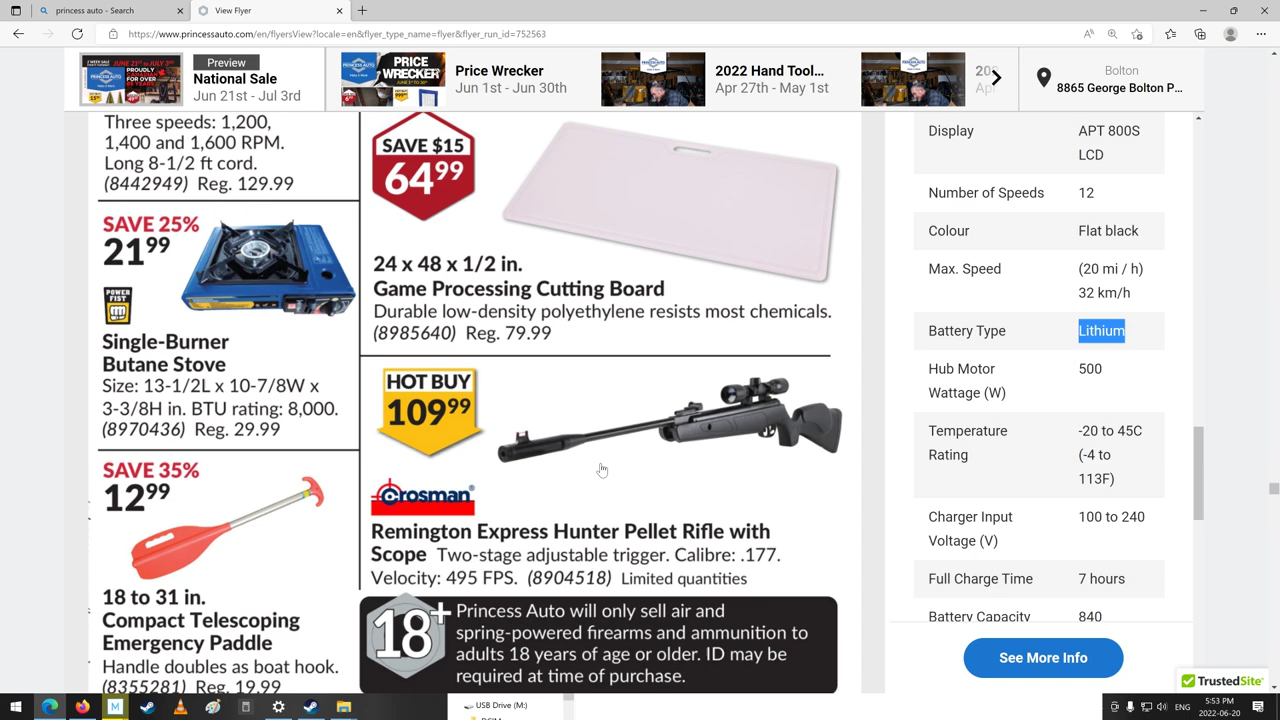 princess auto - Search
View Flyer
https://www.princessauto.com/en/flyersView?locale=en&flyer_type_name=flyer&flyer_run_id=752563
Preview
National Sale
Jun 21st - Jul 3rd
Price Wrecker
Jun 1st - Jun 30th
2022 Hand Tool...
Apr 27th - May 1st
8865 George Bolton P...
Three speeds: 1,200,
1,400 and 1,600 RPM.
Long 8-1/2 ft cord.
(8442949) Reg. 129.99
SAVE 25%
21 99
POWER
FIST
Single-Burner
Butane Stove
Size: 13-1/2L x 10-7/8W x
3-3/8H in. BTU rating: 8,000.
(8970436) Reg. 29.99
SAVE 35%
12 99
18 to 31 in.
Compact Telescoping
Emergency Paddle
Handle doubles as boat hook.
(8355281) Reg. 19.99
SAVE $15
64 99
24 x 48 x 1/2 in.
Game Processing Cutting Board
Durable low-density polyethylene resists most chemicals.
(8985640) Reg. 79.99
HOT BUY
109 99
Crosman
Remington Express Hunter Pellet Rifle with
Scope Two-stage adjustable trigger. Calibre: .177.
Velocity: 495 FPS. (8904518) Limited quantities
18+
Princess Auto will only sell air and
spring-powered firearms and ammunition to
adults 18 years of age or older. ID may be
required at time of purchase.
Display APT 800S
LCD
Number of Speeds 12
Colour Flat black
Max. Speed (20 mi / h)
32 km/h
Battery Type Lithium
Hub Motor 500
Wattage (W)
Temperature -20 to 45C
Rating (-4 to
113F)
Charger Input 100 to 240
Voltage (V)
Full Charge Time 7 hours
Battery Capacity 840
See More Info
TrustedSite
USB Drive (M:)
ENG
5:53 PM
2022-06-20